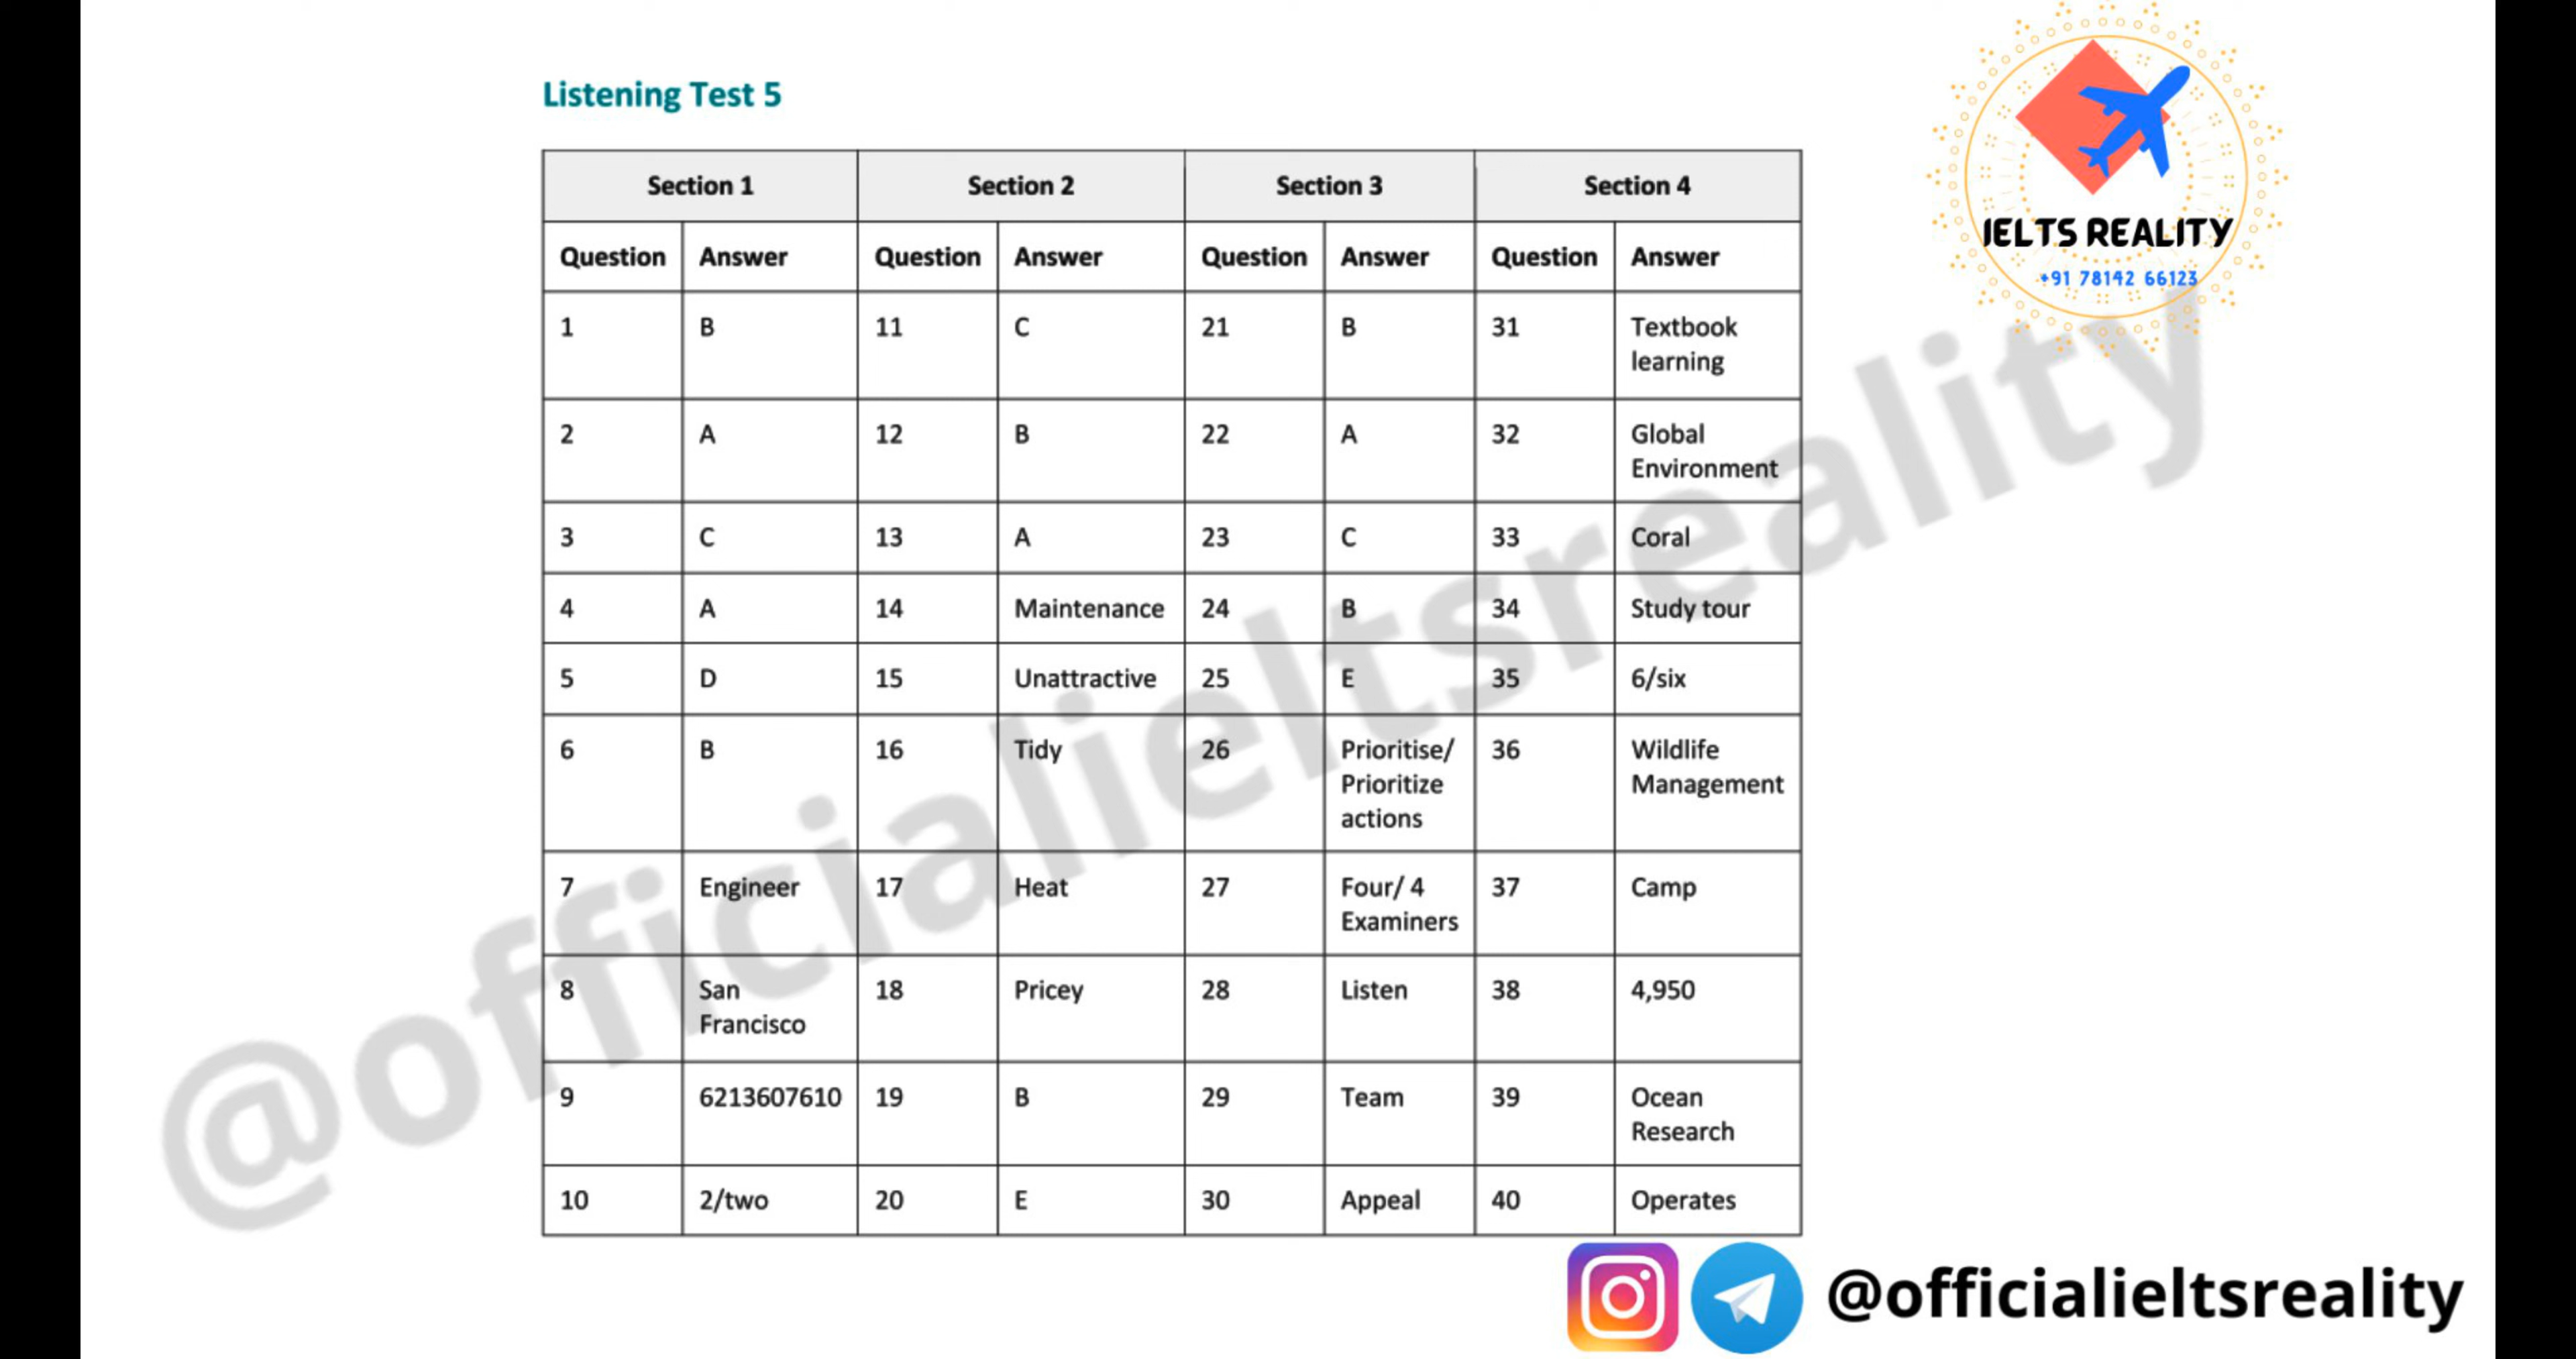 Listening Test 5
IELTS REALITY
+91 78142 66123
Section 1 Section 2 Section 3 Section 4
Question Answer Question Answer Question Answer Question Answer
1 B 11 C 21 B 31 Textbook
learning
2 A 12 B 22 A 32 Global
Environment
3 C 13 A 23 C 33 Coral
4 A 14 Maintenance 24 B 34 Study tour
5 D 15 Unattractive 25 E 35 6/six
6 B 16 Tidy 26 Prioritise/ 36 Wildlife
Prioritize Management
actions
7 Engineer 17 Heat 27 Four/ 4 37 Camp
Examiners
8 San 18 Pricey 28 Listen 38 4,950
Francisco
9 6213607610 19 B 29 Team 39 Ocean
Research
10 2/two 20 E 30 Appeal 40 Operates
@officialieltsreality
@officialieltsreality